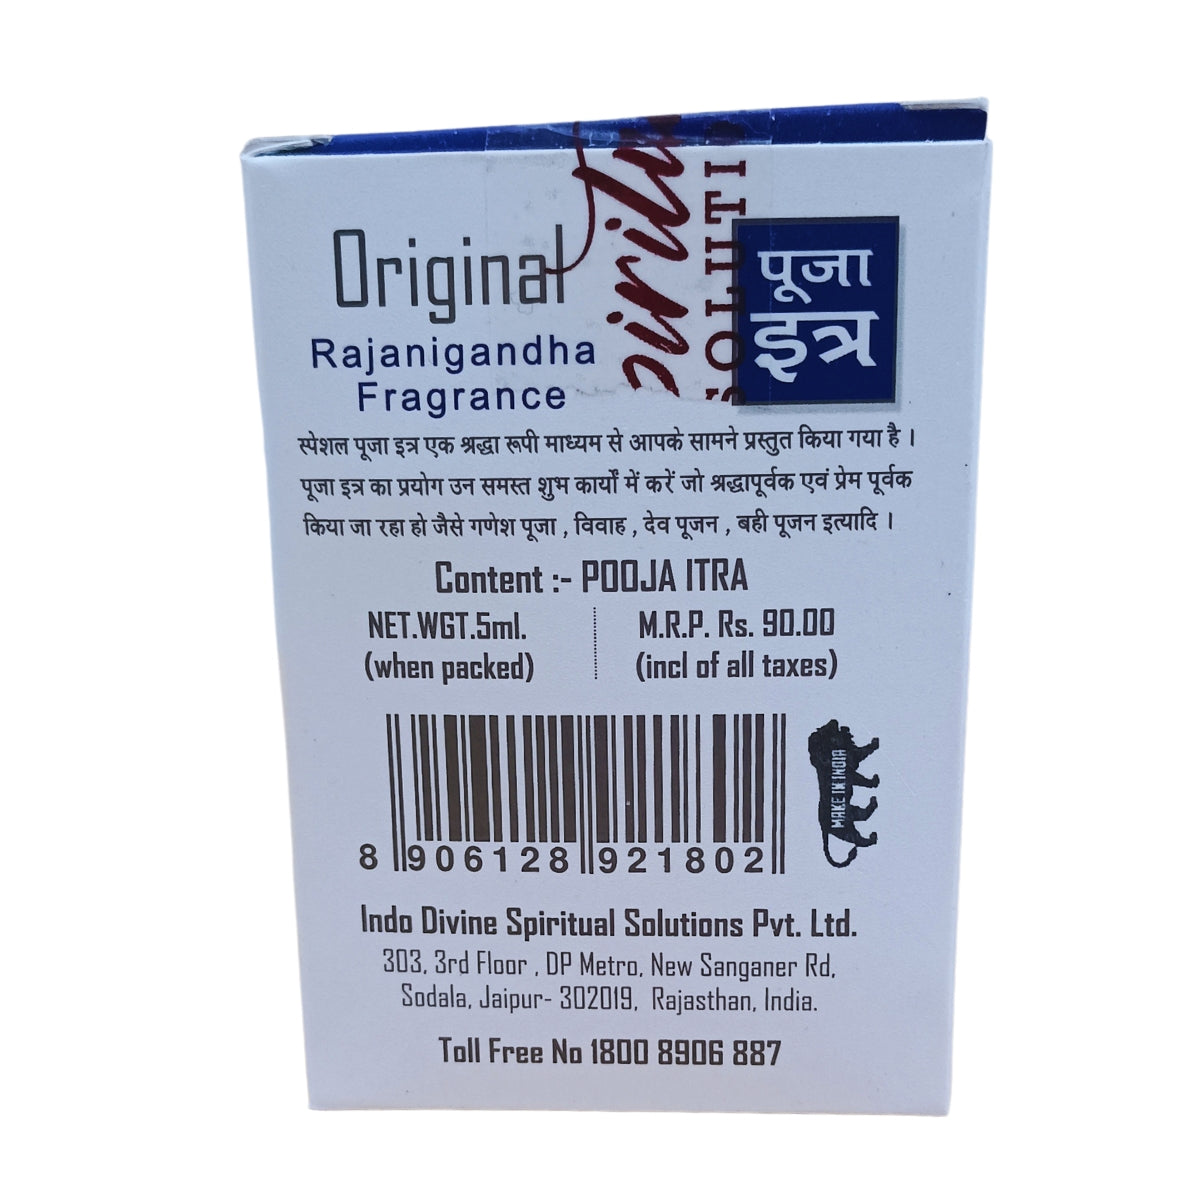 Original
Rajanigandha
Fragrance
SOLUTI
पूजा
इत्र
स्पेशल पूजा इत्र एक श्रद्धा रूपी माध्यम से आपके सामने प्रस्तुत किया गया है ।
पूजा इत्र का प्रयोग उन समस्त शुभ कार्यों में करें जो श्रद्धापूर्वक एवं प्रेम पूर्वक
किया जा रहा हो जैसे गणेश पूजा , विवाह , देव पूजन , बही पूजन इत्यादि ।
Content :- POOJA ITRA
NET.WGT.5ml.
(when packed)
M.R.P. Rs. 90.00
(incl of all taxes)
MAKE IN INDIA
8 906128 921802
Indo Divine Spiritual Solutions Pvt. Ltd.
303, 3rd Floor , DP Metro, New Sanganer Rd,
Sodala, Jaipur- 302019, Rajasthan, India.
Toll Free No 1800 8906 887